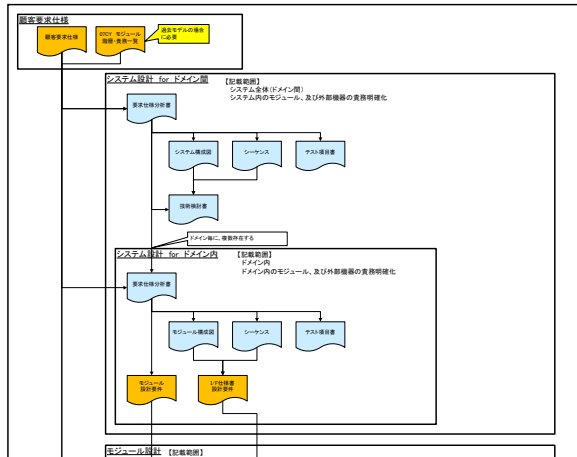 顧客要求仕様
顧客要求仕様
07CY モジュール
階層・責務一覧
過去モデルの場合
に必要
システム設計 for ドメイン間
【記載範囲】
システム全体(ドメイン間)
システム内のモジュール、及び外部機器の責務明確化
要求仕様分析書
システム構成図
シーケンス
テスト項目書
技術検討書
ドメイン毎に、複数存在する
システム設計 for ドメイン内
【記載範囲】
ドメイン内
ドメイン内のモジュール、及び外部機器の責務明確化
要求仕様分析書
モジュール構成図
シーケンス
テスト項目書
モジュール
設計要件
I/F仕様書
設計要件
モジュール設計 【記載範囲】